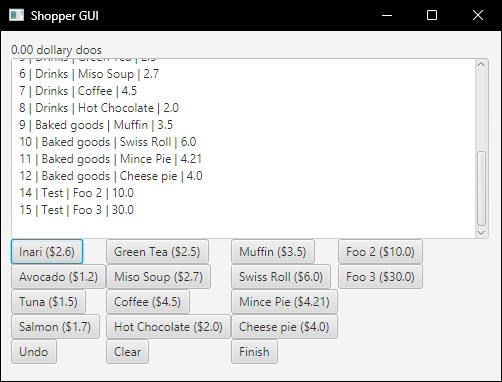 Shopper GUI
0.00 dollary doos
5 | Drinks | Green Tea | 2.5
6 | Drinks | Miso Soup | 2.7
7 | Drinks | Coffee | 4.5
8 | Drinks | Hot Chocolate | 2.0
9 | Baked goods | Muffin | 3.5
10 | Baked goods | Swiss Roll | 6.0
11 | Baked goods | Mince Pie | 4.21
12 | Baked goods | Cheese pie | 4.0
14 | Test | Foo 2 | 10.0
15 | Test | Foo 3 | 30.0
Inari ($2.6) Green Tea ($2.5) Muffin ($3.5) Foo 2 ($10.0)
Avocado ($1.2) Miso Soup ($2.7) Swiss Roll ($6.0) Foo 3 ($30.0)
Tuna ($1.5) Coffee ($4.5) Mince Pie ($4.21)
Salmon ($1.7) Hot Chocolate ($2.0) Cheese pie ($4.0)
Undo Clear Finish